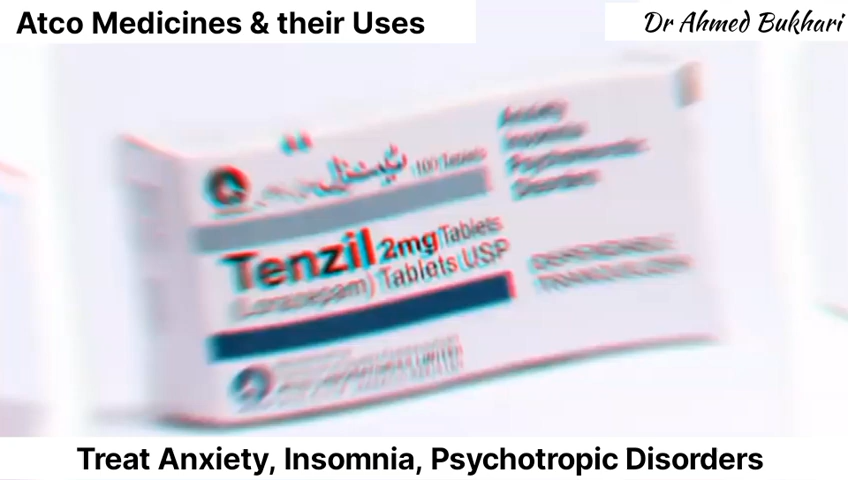 Atco Medicines & their Uses
Dr Ahmed Bukhari
100 Tablets
Anxiety
Insomnia
Disorders
Tenzil 2mg Tablets
(Lorazepam) Tablets USP
DEPENDABLE
Treat Anxiety, Insomnia, Psychotropic Disorders